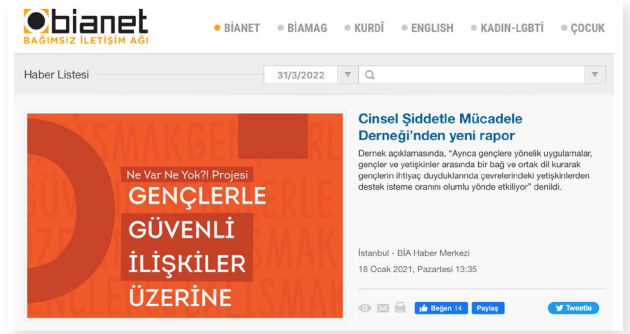 bianet
BAĞIMSIZ İLETİŞİM AĞI
BİANET
BİAMAG
KURDÎ
ENGLISH
KADIN-LGBTİ
ÇOCUK
Haber Listesi
31/3/2022
Ne Var Ne Yok?! Projesi
GENÇLERLE
GÜVENLİ
İLİŞKİLER
ÜZERİNE
Cinsel Şiddetle Mücadele
Derneği’nden yeni rapor
Dernek açıklamasında, “Ayrıca gençlere yönelik uygulamalar,
gençler ve yetişkinler arasında bir bağ ve ortak dil kurarak
gençlerin ihtiyaç duyduklarında çevrelerindeki yetişkinlerden
destek isteme oranını olumlu yönde etkiliyor” denildi.
İstanbul - BİA Haber Merkezi
18 Ocak 2021, Pazartesi 13:35
Beğen 14
Paylaş
Tweetle